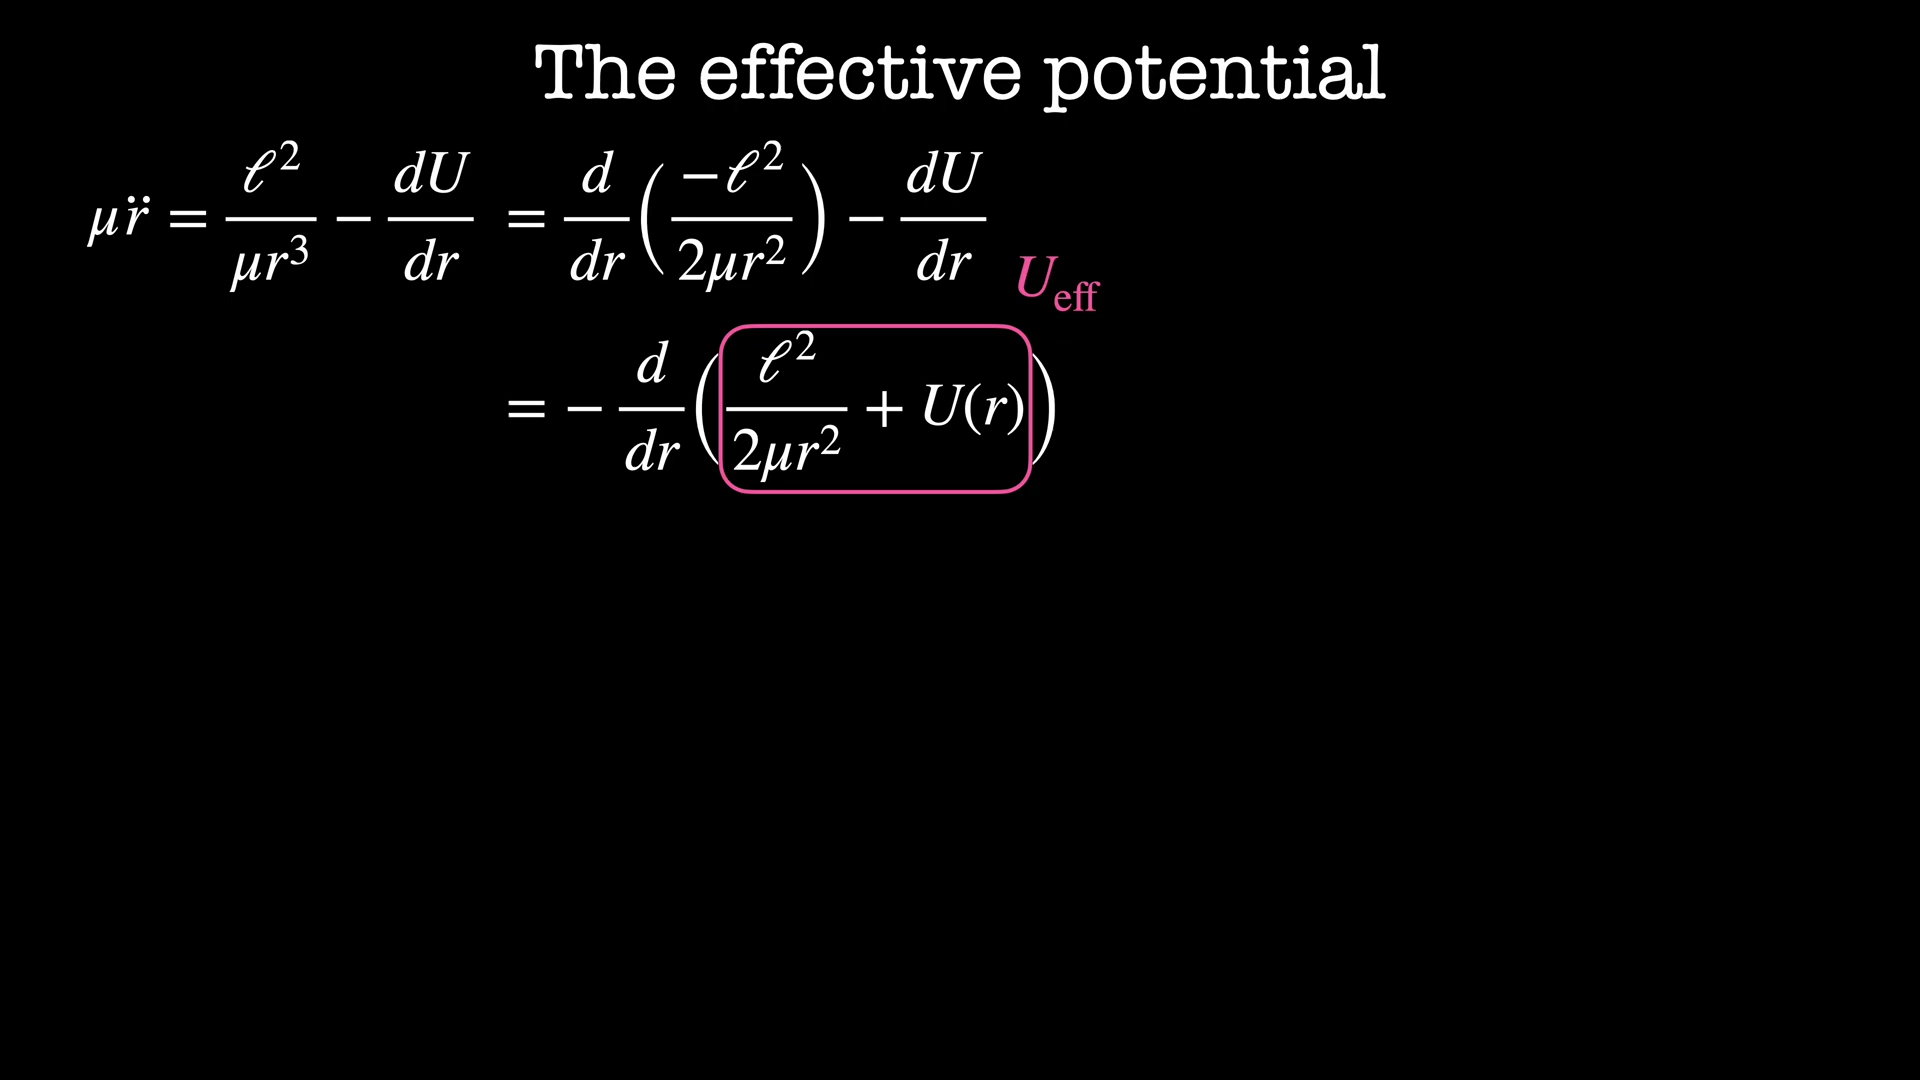 The effective potential
μr̈ = ℓ²/μr³ − dU/dr = d/dr(−ℓ²/2μr²) − dU/dr
U_eff
= − d/dr(ℓ²/2μr² + U(r))